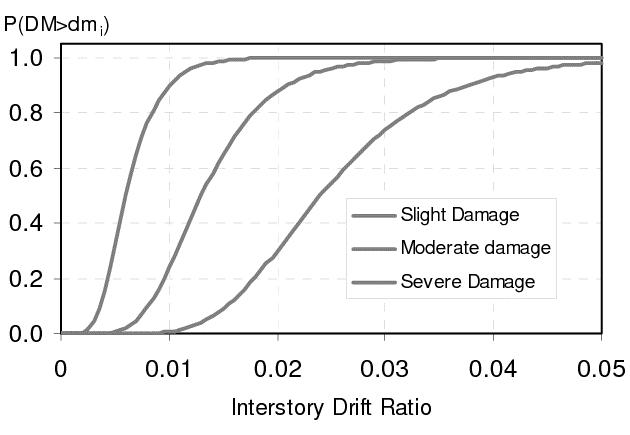 P(DM>dmi)
1.0
0.8
0.6
0.4
0.2
0.0
Slight Damage
Moderate damage
Severe Damage
0 0.01 0.02 0.03 0.04 0.05
Interstory Drift Ratio